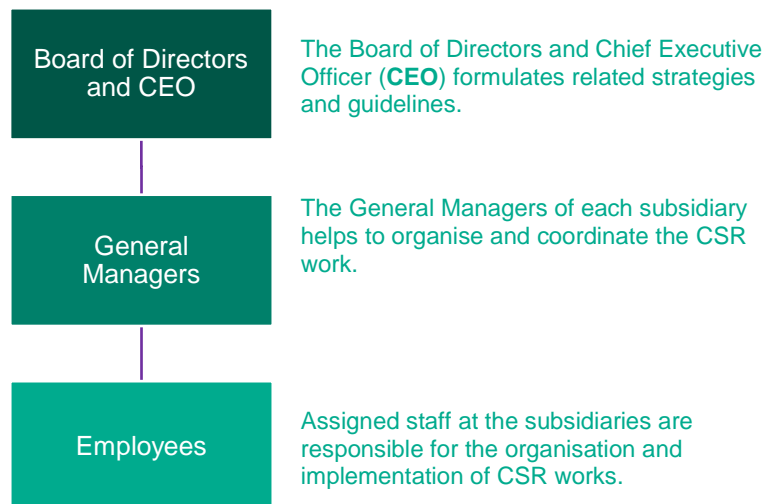 Board of Directors
and CEO
The Board of Directors and Chief Executive
Officer (CEO) formulates related strategies
and guidelines.
General
Managers
The General Managers of each subsidiary
helps to organise and coordinate the CSR
work.
Employees
Assigned staff at the subsidiaries are
responsible for the organisation and
implementation of CSR works.